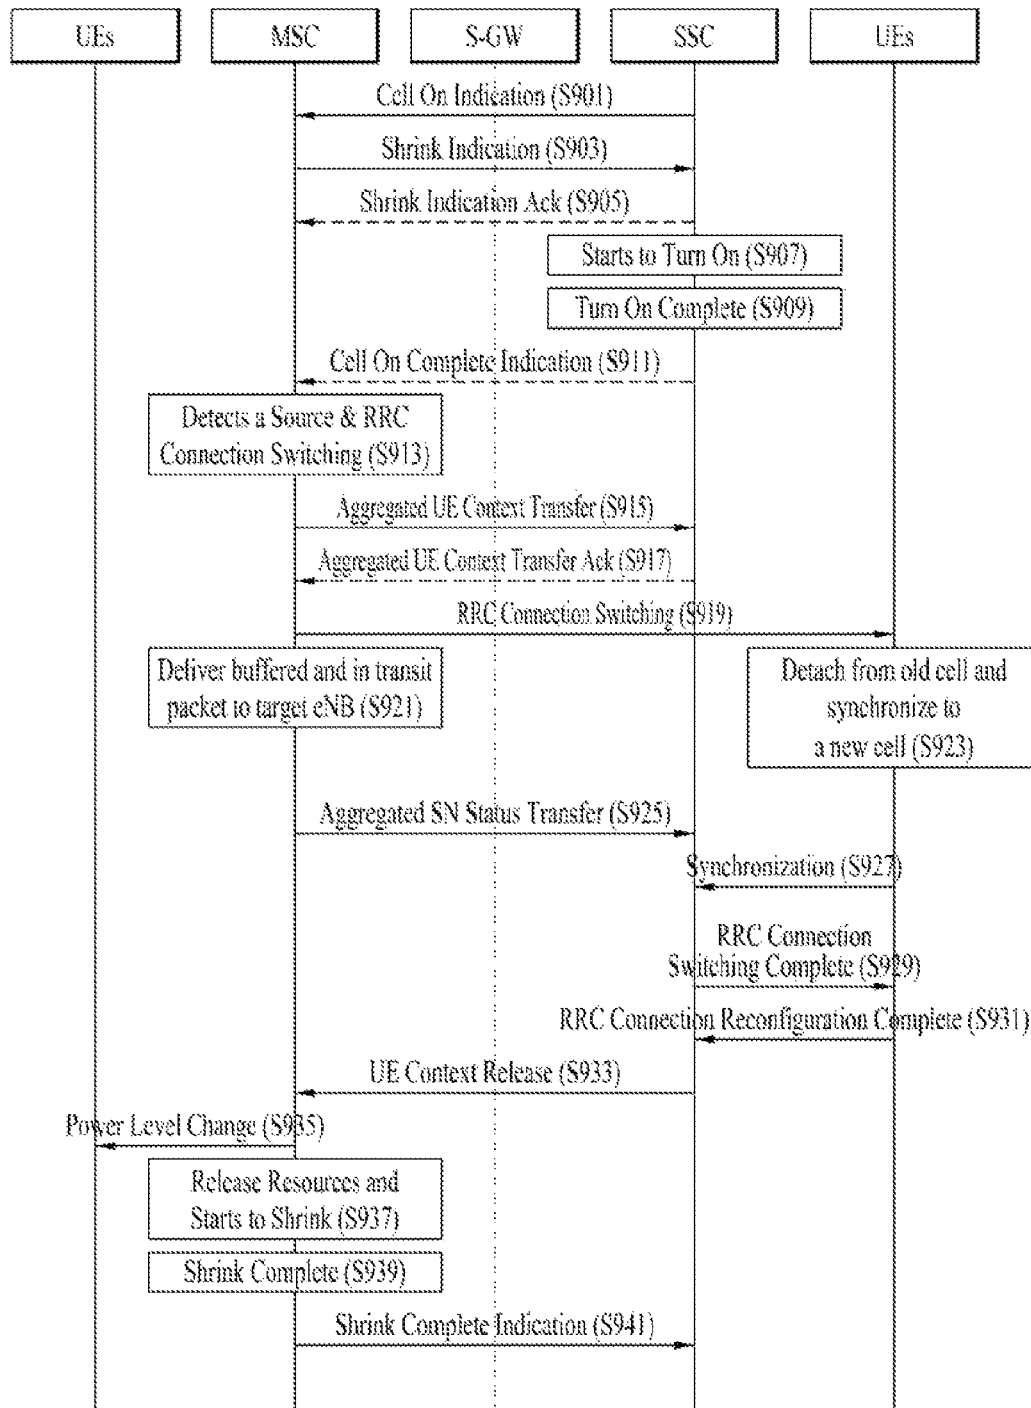 UEs
MSC
S-GW
SSC
UEs
Cell On Indication (S901)
Shrink Indication (S903)
Shrink Indication Ack (S905)
Starts to Turn On (S907)
Turn On Complete (S909)
Cell On Complete Indication (S911)
Detects a Source & RRC
Connection Switching (S913)
Aggregated UE Context Transfer (S915)
Aggregated UE Context Transfer Ack (S917)
RRC Connection Switching (S919)
Deliver buffered and in transit
packet to target eNB (S921)
Detach from old cell and
synchronize to
a new cell (S923)
Aggregated SN Status Transfer (S925)
Synchronization (S927)
RRC Connection
Switching Complete (S929)
RRC Connection Reconfiguration Complete (S931)
UE Context Release (S933)
Power Level Change (S935)
Release Resources and
Starts to Shrink (S937)
Shrink Complete (S939)
Shrink Complete Indication (S941)